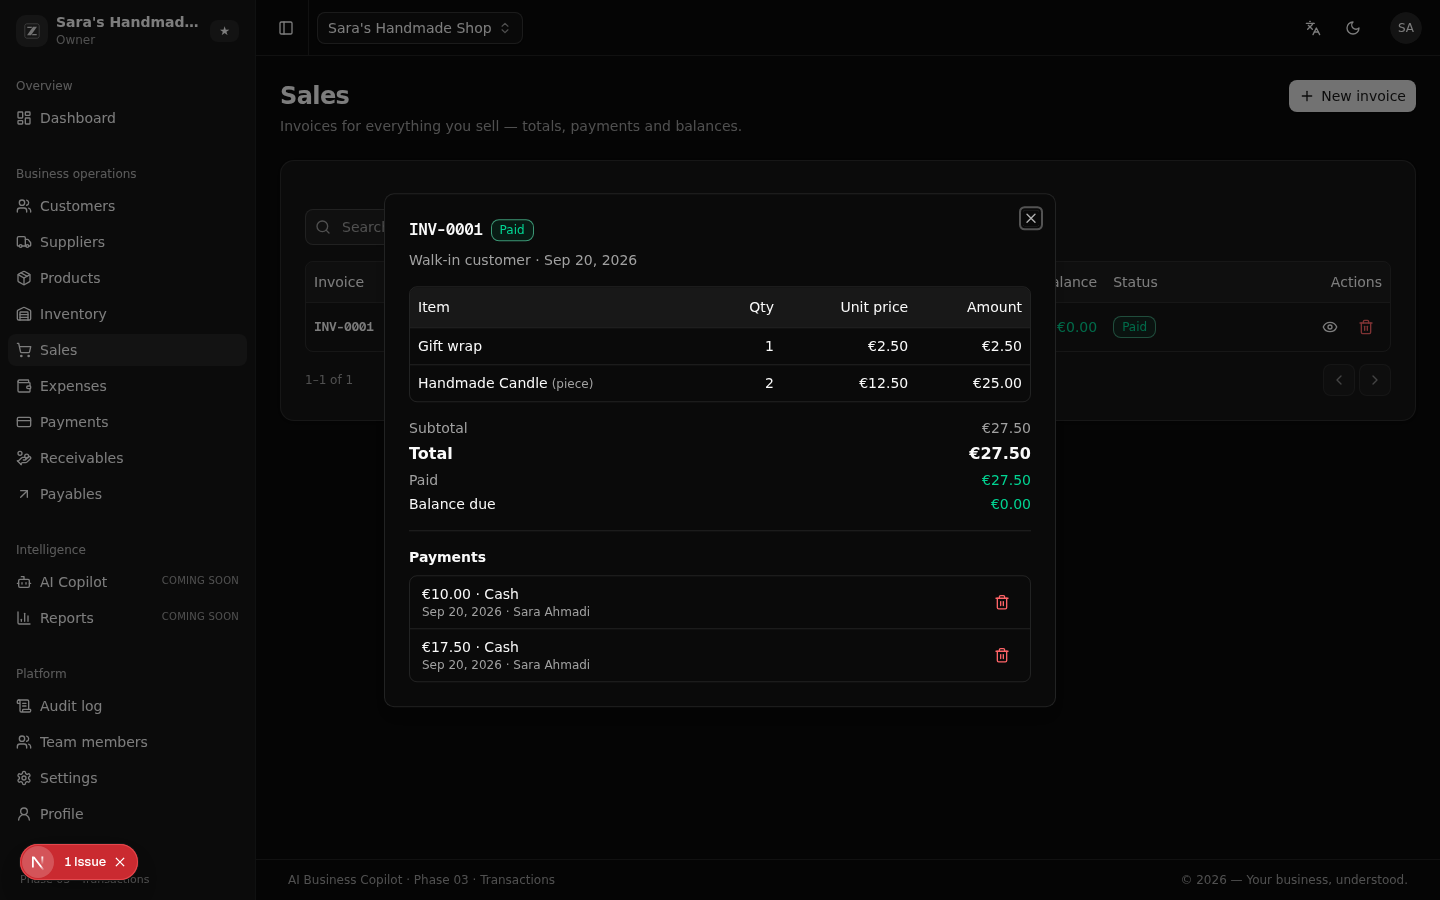 Sara's Handmad...
Owner
★
Sara's Handmade Shop
SA
Overview
Dashboard
Business operations
Customers
Suppliers
Products
Inventory
Sales
Expenses
Payments
Receivables
Payables
Intelligence
AI Copilot COMING SOON
Reports COMING SOON
Platform
Audit log
Team members
Settings
Profile
1 Issue
Sales
New invoice
Invoices for everything you sell — totals, payments and balances.
Invoice Status Actions
INV-0001 €0.00 Paid
1–1 of 1
INV-0001 Paid
Walk-in customer · Sep 20, 2026
Item Qty Unit price Amount
Gift wrap 1 €2.50 €2.50
Handmade Candle (piece) 2 €12.50 €25.00
Subtotal €27.50
Total €27.50
Paid €27.50
Balance due €0.00
Payments
€10.00 · Cash
Sep 20, 2026 · Sara Ahmadi
€17.50 · Cash
Sep 20, 2026 · Sara Ahmadi
AI Business Copilot · Phase 03 · Transactions
© 2026 — Your business, understood.